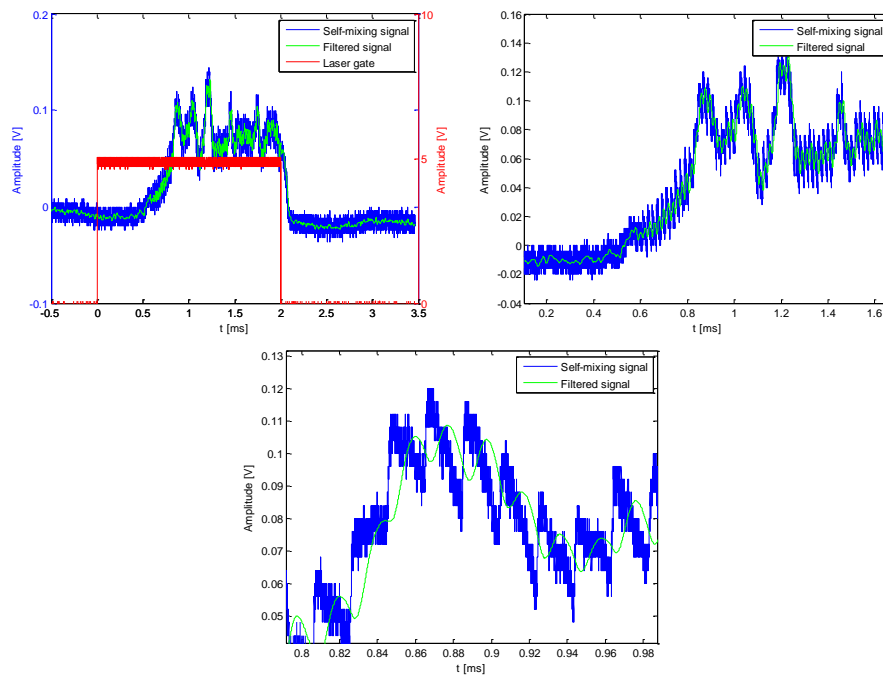 0.2
0.1
0
-0.1
Amplitude [V]
-0.5 0 0.5 1 1.5 2 2.5 3 3.5
t [ms]
10
5
0
Amplitude [V]
Self-mixing signal
Filtered signal
Laser gate
0.16
0.14
0.12
0.1
0.08
0.06
0.04
0.02
0
-0.02
-0.04
Amplitude [V]
0.2 0.4 0.6 0.8 1 1.2 1.4 1.6
t [ms]
Self-mixing signal
Filtered signal
0.13
0.12
0.11
0.1
0.09
0.08
0.07
0.06
0.05
Amplitude [V]
0.8 0.82 0.84 0.86 0.88 0.9 0.92 0.94 0.96 0.98
t [ms]
Self-mixing signal
Filtered signal